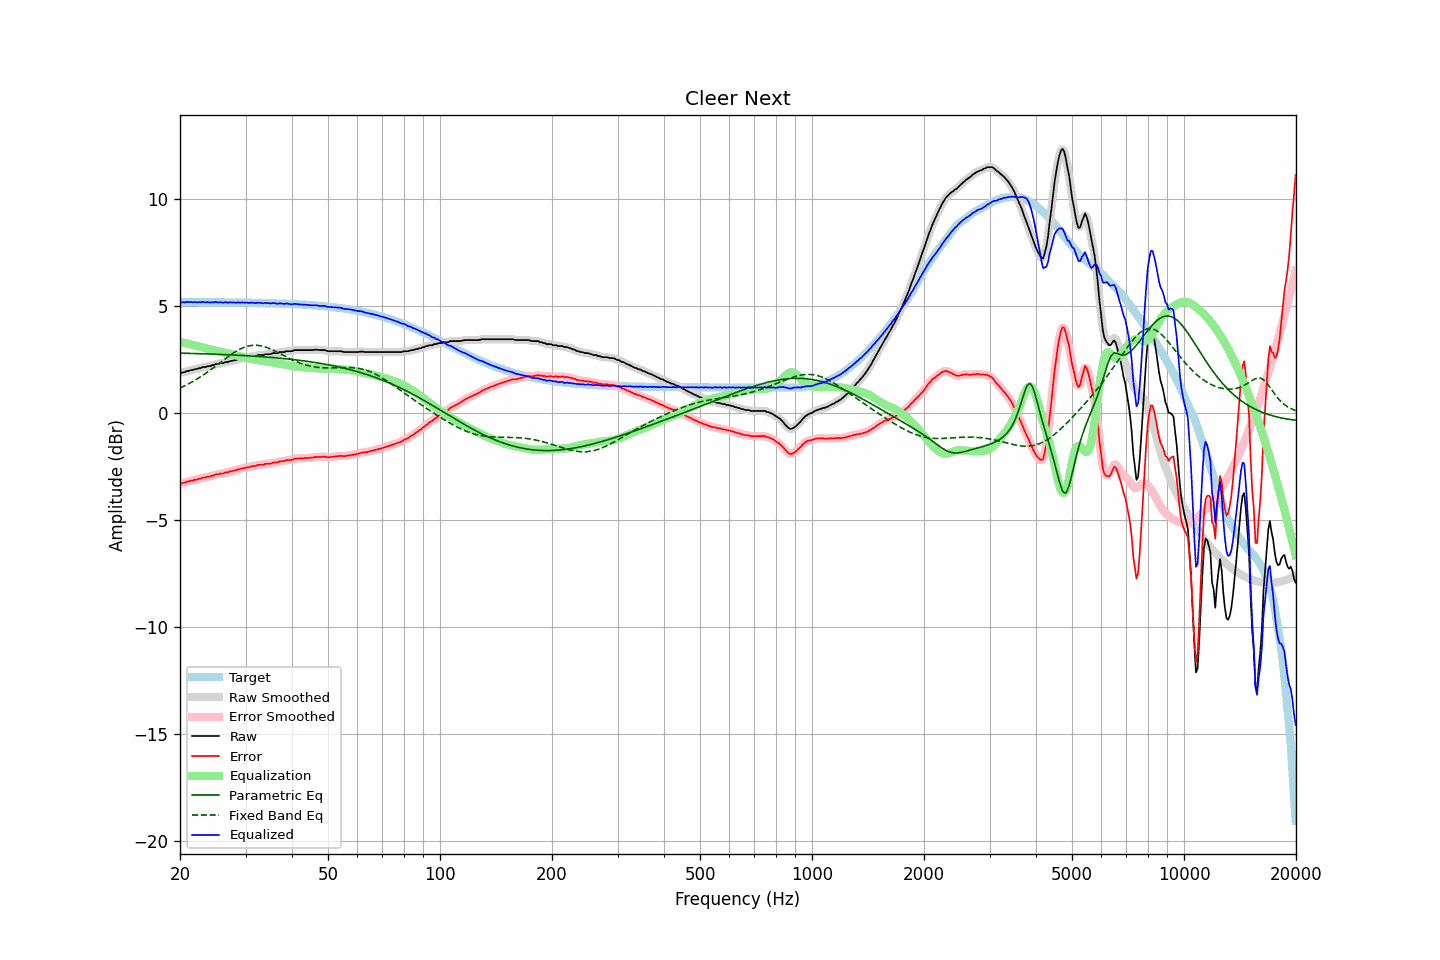 Cleer Next
Amplitude (dBr)
10
5
0
−5
−10
−15
−20
Target
Raw Smoothed
Error Smoothed
Raw
Error
Equalization
Parametric Eq
Fixed Band Eq
Equalized
20 50 100 200 500 1000 2000 5000 10000 20000
Frequency (Hz)